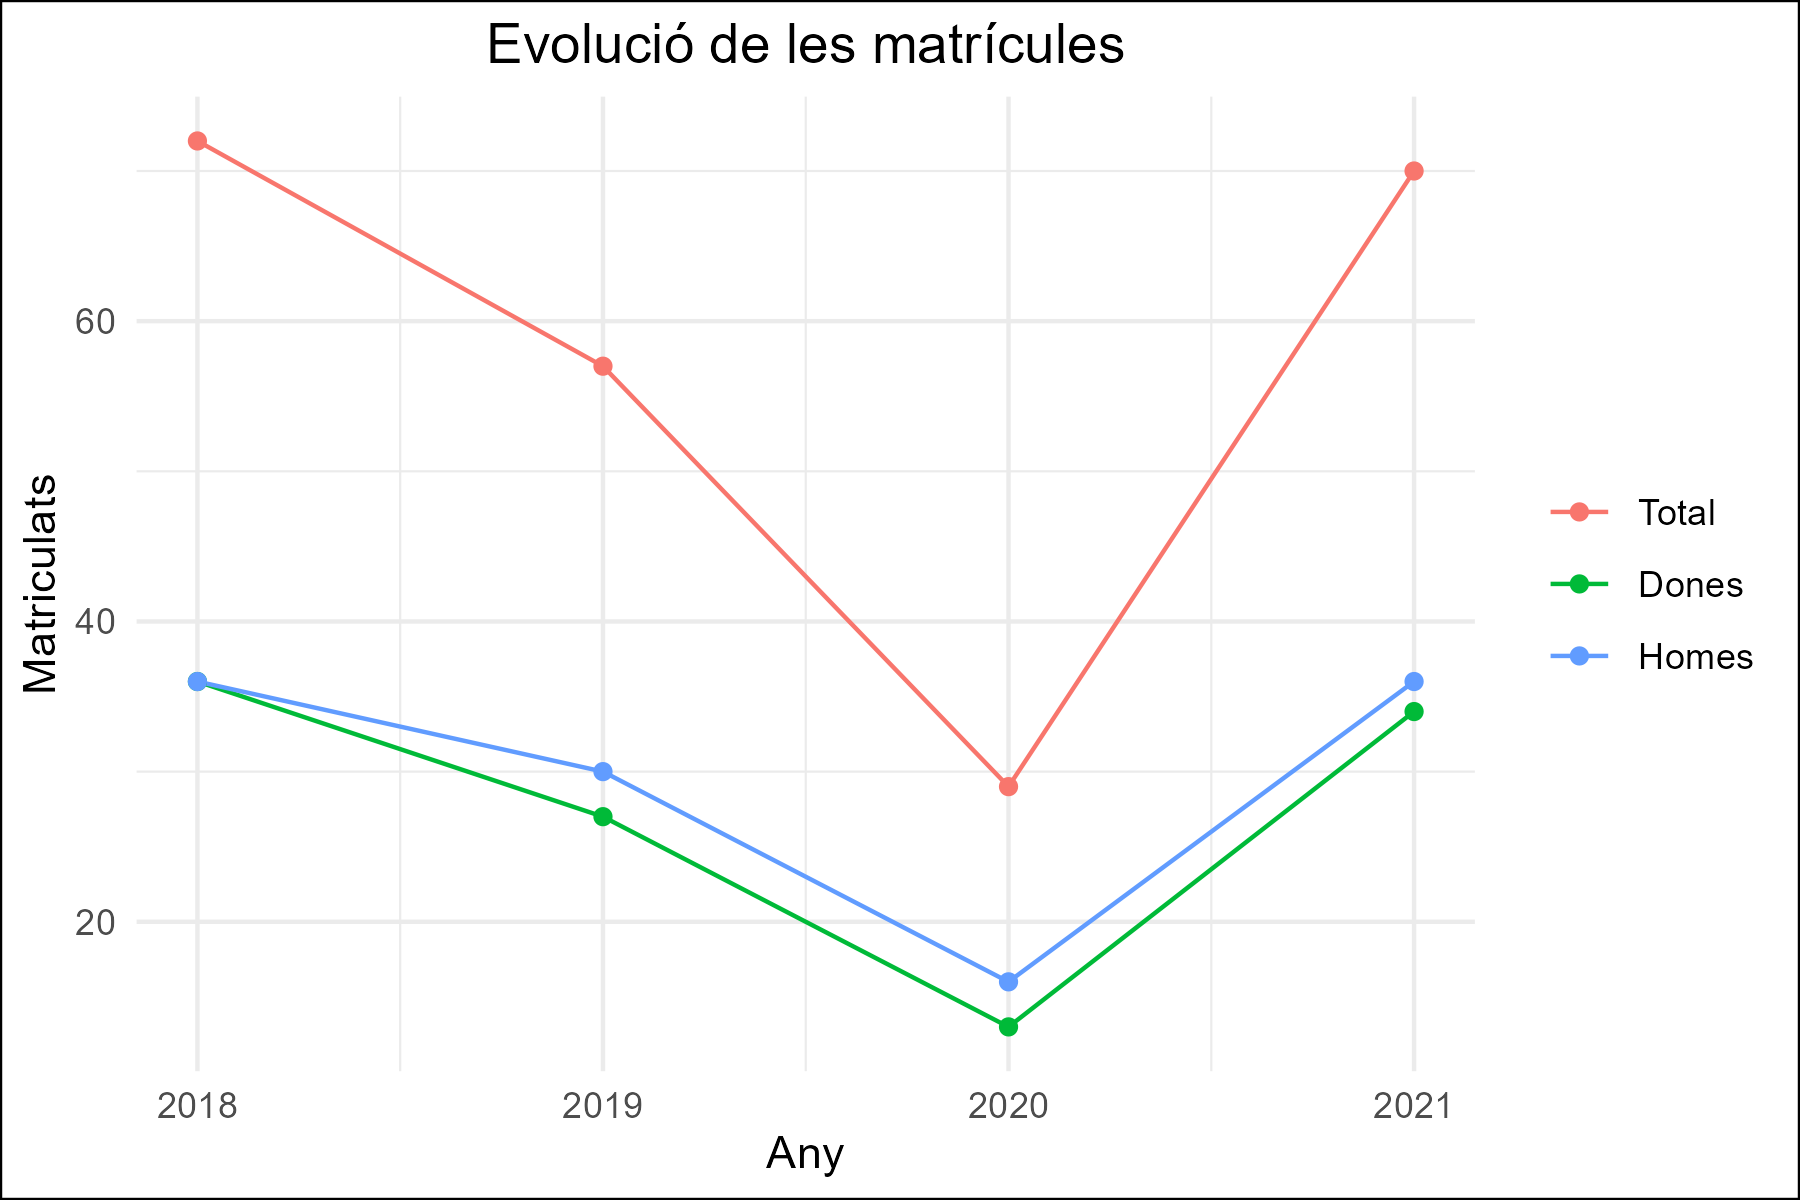 Evolució de les matrícules
Matriculats
60
40
20
2018
2019
2020
2021
Any
Total
Dones
Homes